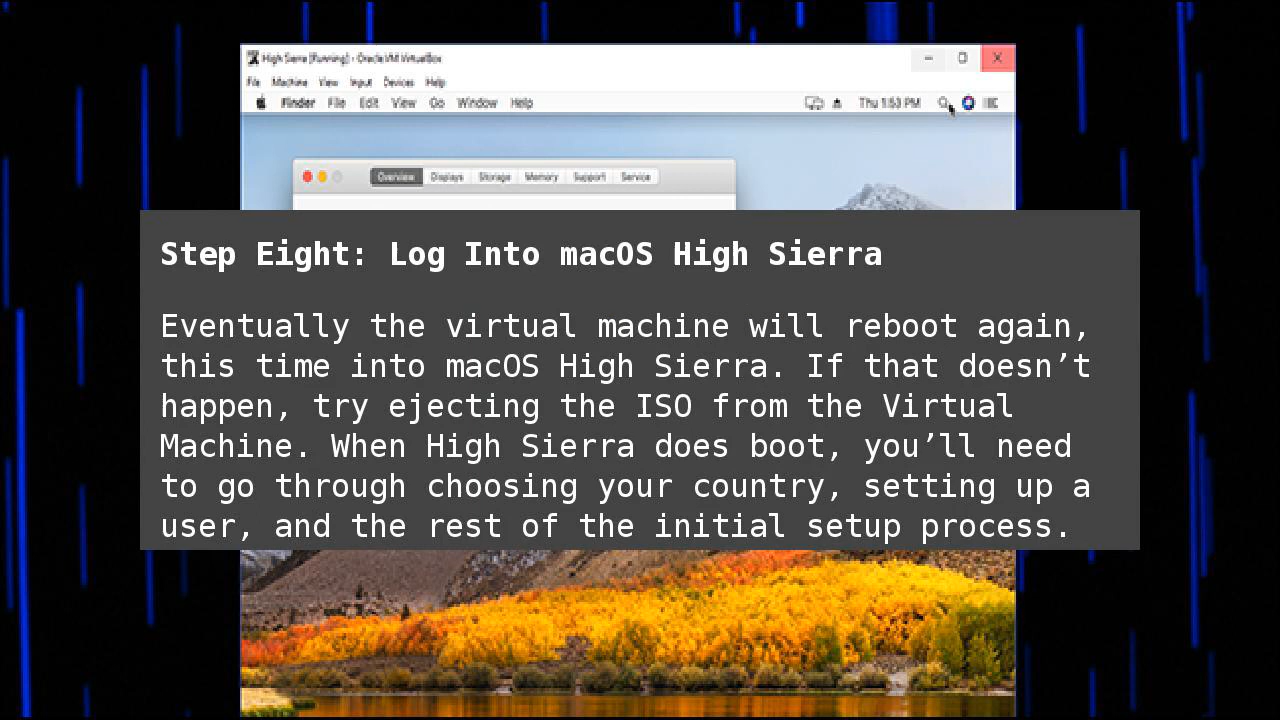 High Sierra [Running] - Oracle VM VirtualBox
File Machine View Input Devices Help
Finder File Edit View Go Window Help Thu 1:53 PM
Overview Displays Storage Memory Support Service
Step Eight: Log Into macOS High Sierra
Eventually the virtual machine will reboot again,
this time into macOS High Sierra. If that doesn’t
happen, try ejecting the ISO from the Virtual
Machine. When High Sierra does boot, you’ll need
to go through choosing your country, setting up a
user, and the rest of the initial setup process.